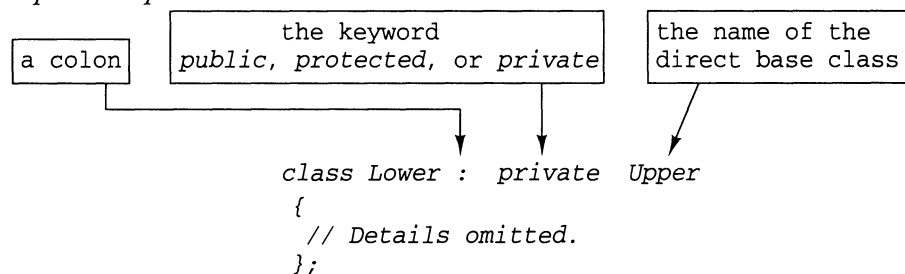 the keyword
a colon
public, protected, or private
the name of the
direct base class
class Lower : private Upper
{
// Details omitted.
};